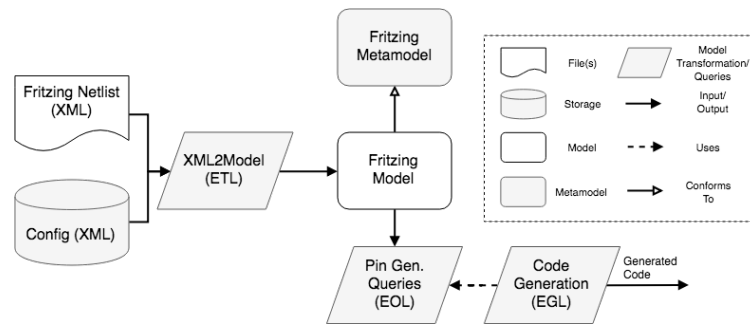 Fritzing Netlist
(XML)
Config (XML)
XML2Model
(ETL)
Fritzing
Metamodel
Fritzing
Model
Pin Gen.
Queries
(EOL)
Code
Generation
(EGL)
Generated
Code
File(s)
Model
Transformation/
Queries
Storage
Input/
Output
Model
Uses
Metamodel
Conforms
To